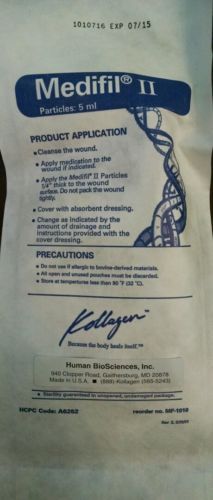 1010716 EXP 07/15
Medifil® II
Particles: 5 ml
PRODUCT APPLICATION
● Cleanse the wound.
● Apply medication to the
wound if indicated.
● Apply the Medifil® II Particles
1/4" thick to the wound
surface. Do not pack the wound
tightly.
● Cover with absorbent dressing.
● Change as indicated by the
amount of drainage and
instructions provided with the
cover dressing.
PRECAUTIONS
● Do not use if allergic to bovine-derived materials.
● All open and unused pouches must be discarded.
● Store at temperatures less than 90 °F (32 °C).
Kollagen™
Because the body heals itself.™
Human BioSciences, Inc.
940 Clopper Road, Gaithersburg, MD 20878
Made in U.S.A. ■ (888)-Kollagen (565-5243)
● Sterility guaranteed in unopened, undamaged package.
HCPC Code: A6262
reorder no. MF-1018